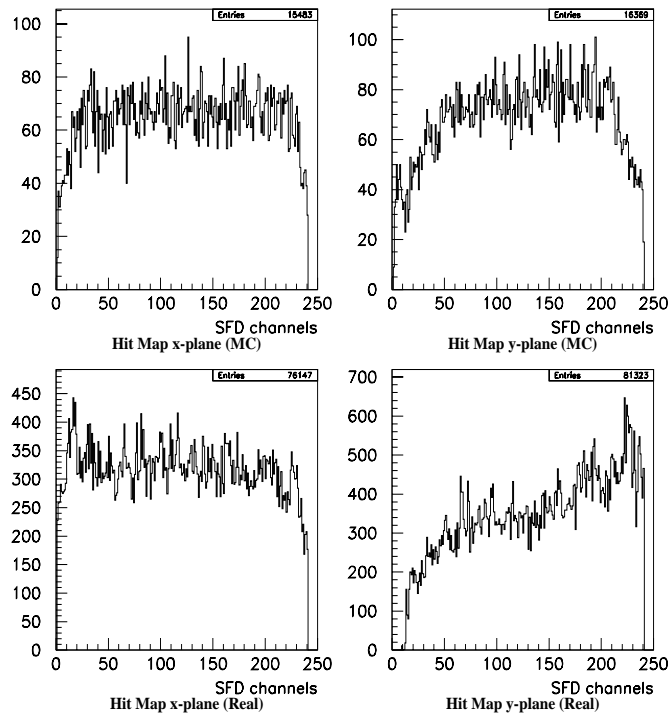 Entries 15483
100
80
60
40
20
0
0 50 100 150 200 250
SFD channels
Hit Map x-plane (MC)
Entries 16369
100
80
60
40
20
0
0 50 100 150 200 250
SFD channels
Hit Map y-plane (MC)
Entries 76147
450
400
350
300
250
200
150
100
50
0
0 50 100 150 200 250
SFD channels
Hit Map x-plane (Real)
Entries 81323
700
600
500
400
300
200
100
0
0 50 100 150 200 250
SFD channels
Hit Map y-plane (Real)